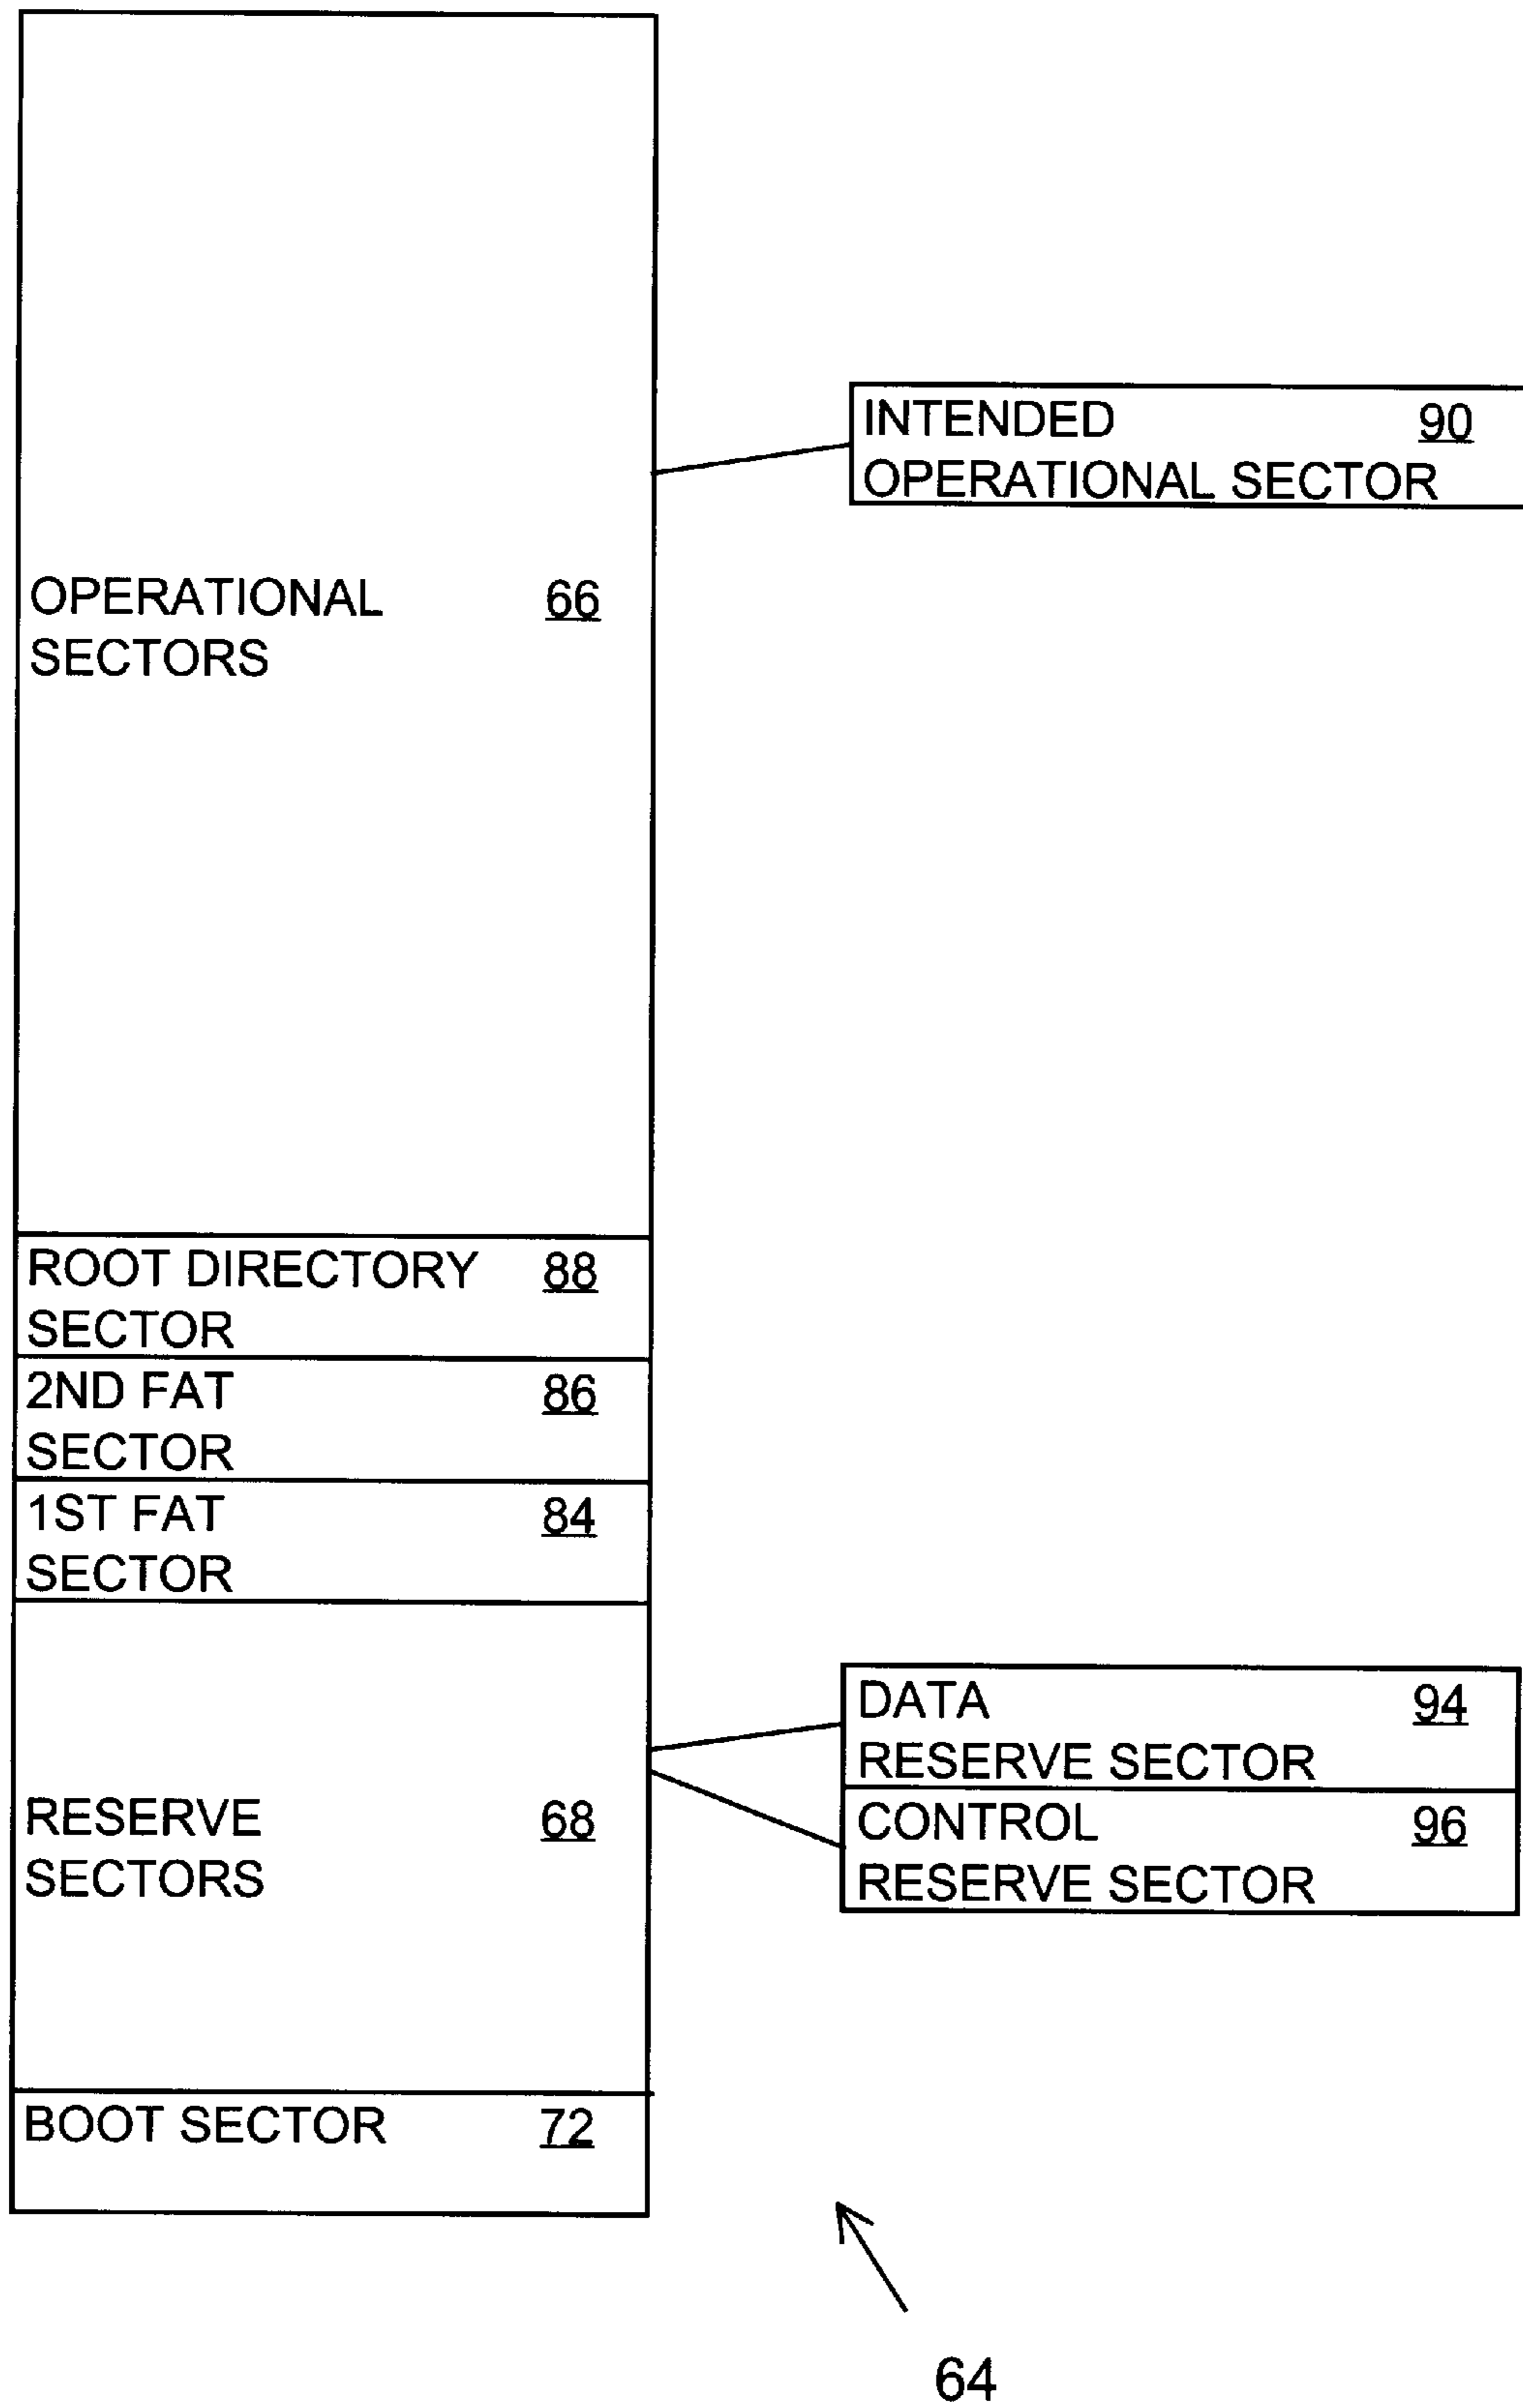 INTENDED 90
OPERATIONAL SECTOR
OPERATIONAL 66
SECTORS
ROOT DIRECTORY 88
SECTOR
2ND FAT 86
SECTOR
1ST FAT 84
SECTOR
DATA 94
RESERVE SECTOR
RESERVE 68
SECTORS
CONTROL 96
RESERVE SECTOR
BOOT SECTOR 72
64